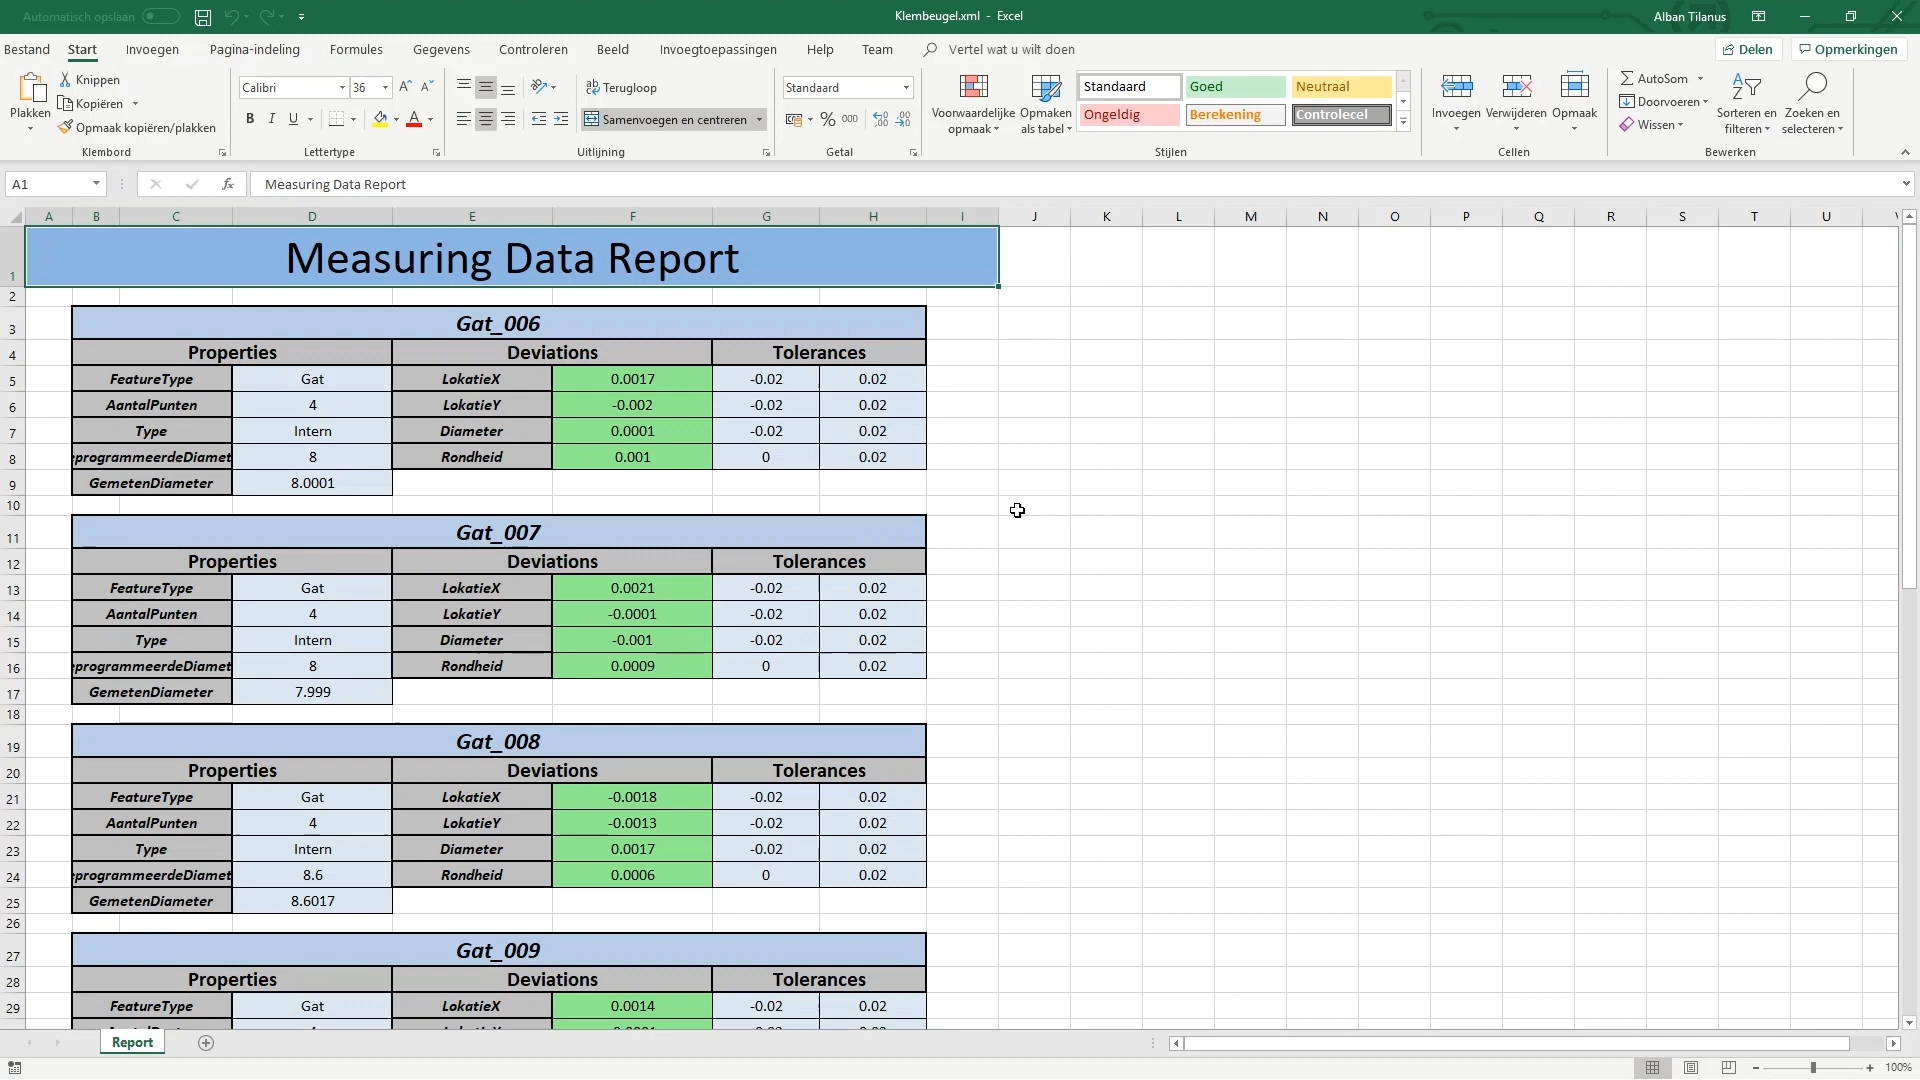 Automatisch opslaan
Klembeugel.xml - Excel
Alban Tilanus
Bestand Start Invoegen Pagina-indeling Formules Gegevens Controleren Beeld Invoegtoepassingen Help Team Vertel wat u wilt doen Delen Opmerkingen
Plakken
Knippen
Kopiëren
Opmaak kopiëren/plakken
Klembord
Calibri 36
B I U
Lettertype
Terugloop
Samenvoegen en centreren
Uitlijning
Standaard
% 000
Getal
Voorwaardelijke opmaak
Opmaken als tabel
Standaard Goed Neutraal
Ongeldig Berekening Controlecel
Stijlen
Invoegen Verwijderen Opmaak
Cellen
AutoSom
Doorvoeren
Wissen
Sorteren en filteren
Zoeken en selecteren
Bewerken
A1 fx Measuring Data Report
A B C D E F G H I J K L M N O P Q R S T U
1 Measuring Data Report
2
3 Gat_006
4 Properties Deviations Tolerances
5 FeatureType Gat LokatieX 0.0017 -0.02 0.02
6 AantalPunten 4 LokatieY -0.002 -0.02 0.02
7 Type Intern Diameter 0.0001 -0.02 0.02
8 eprogrammeerdeDiamet 8 Rondheid 0.001 0 0.02
9 GemetenDiameter 8.0001
10
11 Gat_007
12 Properties Deviations Tolerances
13 FeatureType Gat LokatieX 0.0021 -0.02 0.02
14 AantalPunten 4 LokatieY -0.0001 -0.02 0.02
15 Type Intern Diameter -0.001 -0.02 0.02
16 eprogrammeerdeDiamet 8 Rondheid 0.0009 0 0.02
17 GemetenDiameter 7.999
18
19 Gat_008
20 Properties Deviations Tolerances
21 FeatureType Gat LokatieX -0.0018 -0.02 0.02
22 AantalPunten 4 LokatieY -0.0013 -0.02 0.02
23 Type Intern Diameter 0.0017 -0.02 0.02
24 eprogrammeerdeDiamet 8.6 Rondheid 0.0006 0 0.02
25 GemetenDiameter 8.6017
26
27 Gat_009
28 Properties Deviations Tolerances
29 FeatureType Gat LokatieX 0.0014 -0.02 0.02
Report
100%